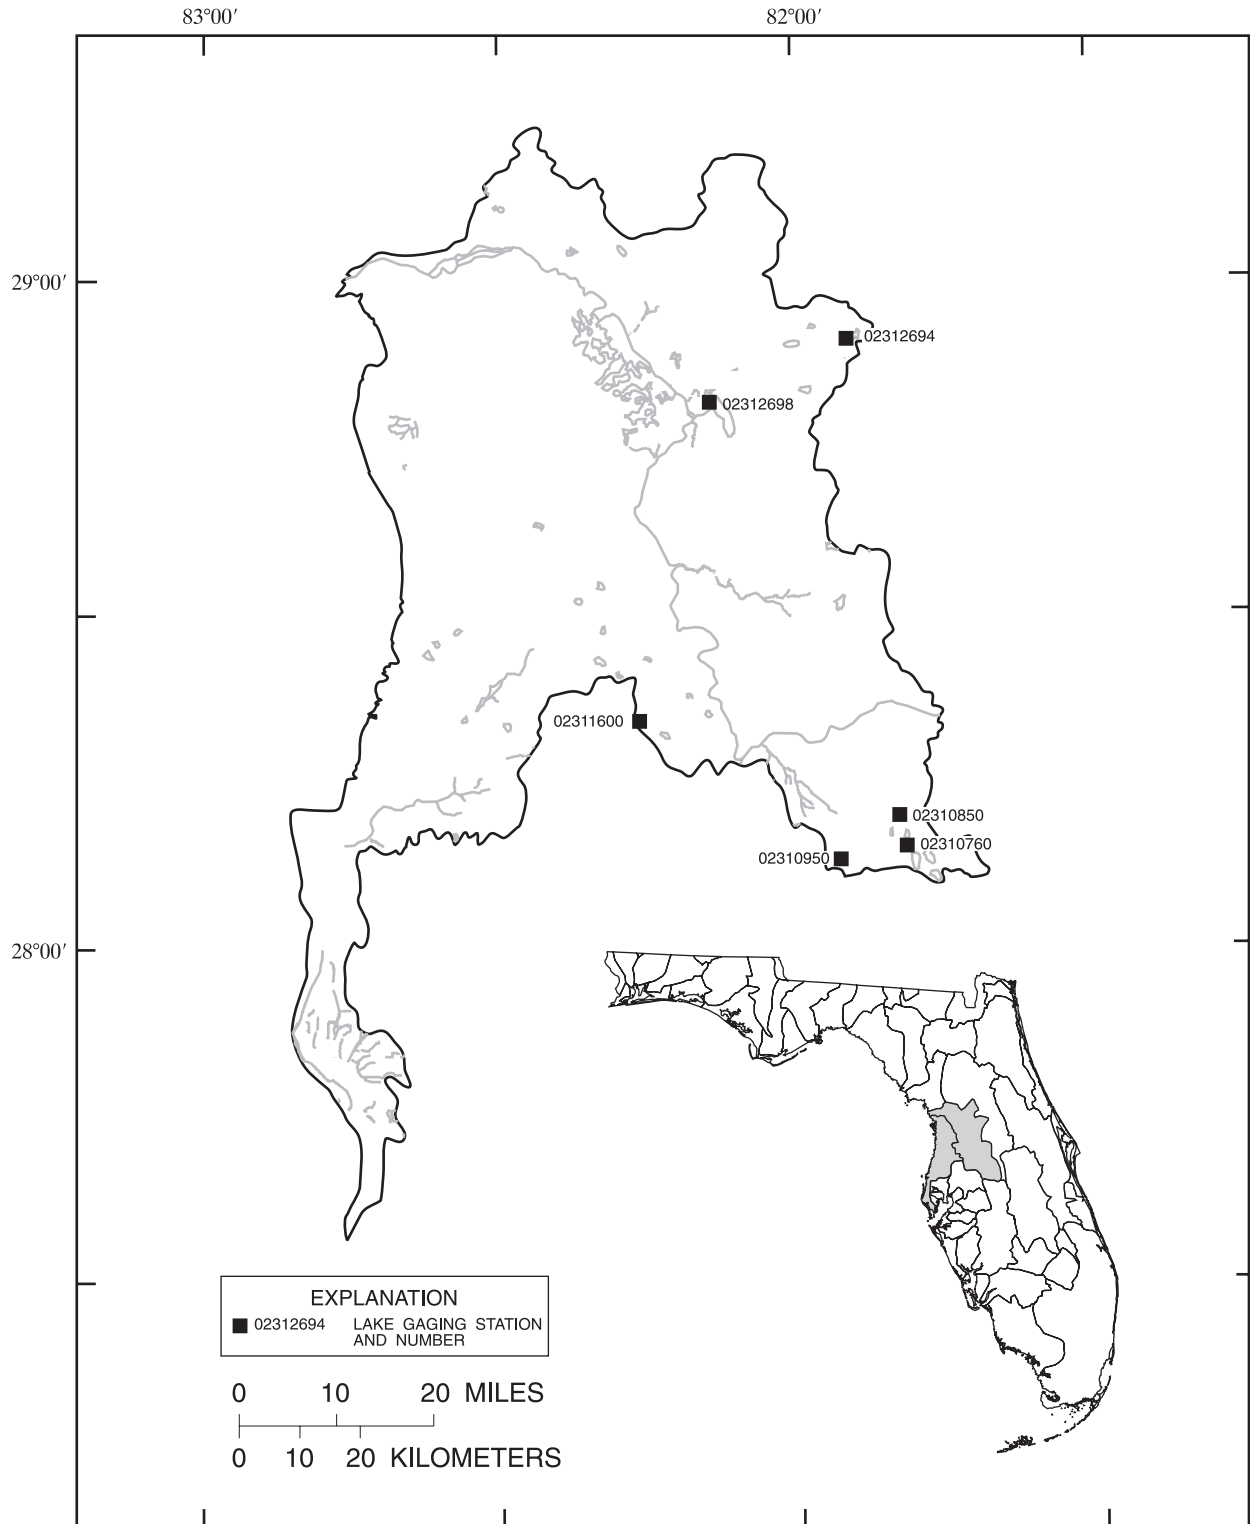 83°00′ 82°00′
29°00′
02312694
02312698
02311600
02310850
02310760
02310950
28°00′
EXPLANATION
02312694 LAKE GAGING STATION
AND NUMBER
0 10 20 MILES
0 10 20 KILOMETERS